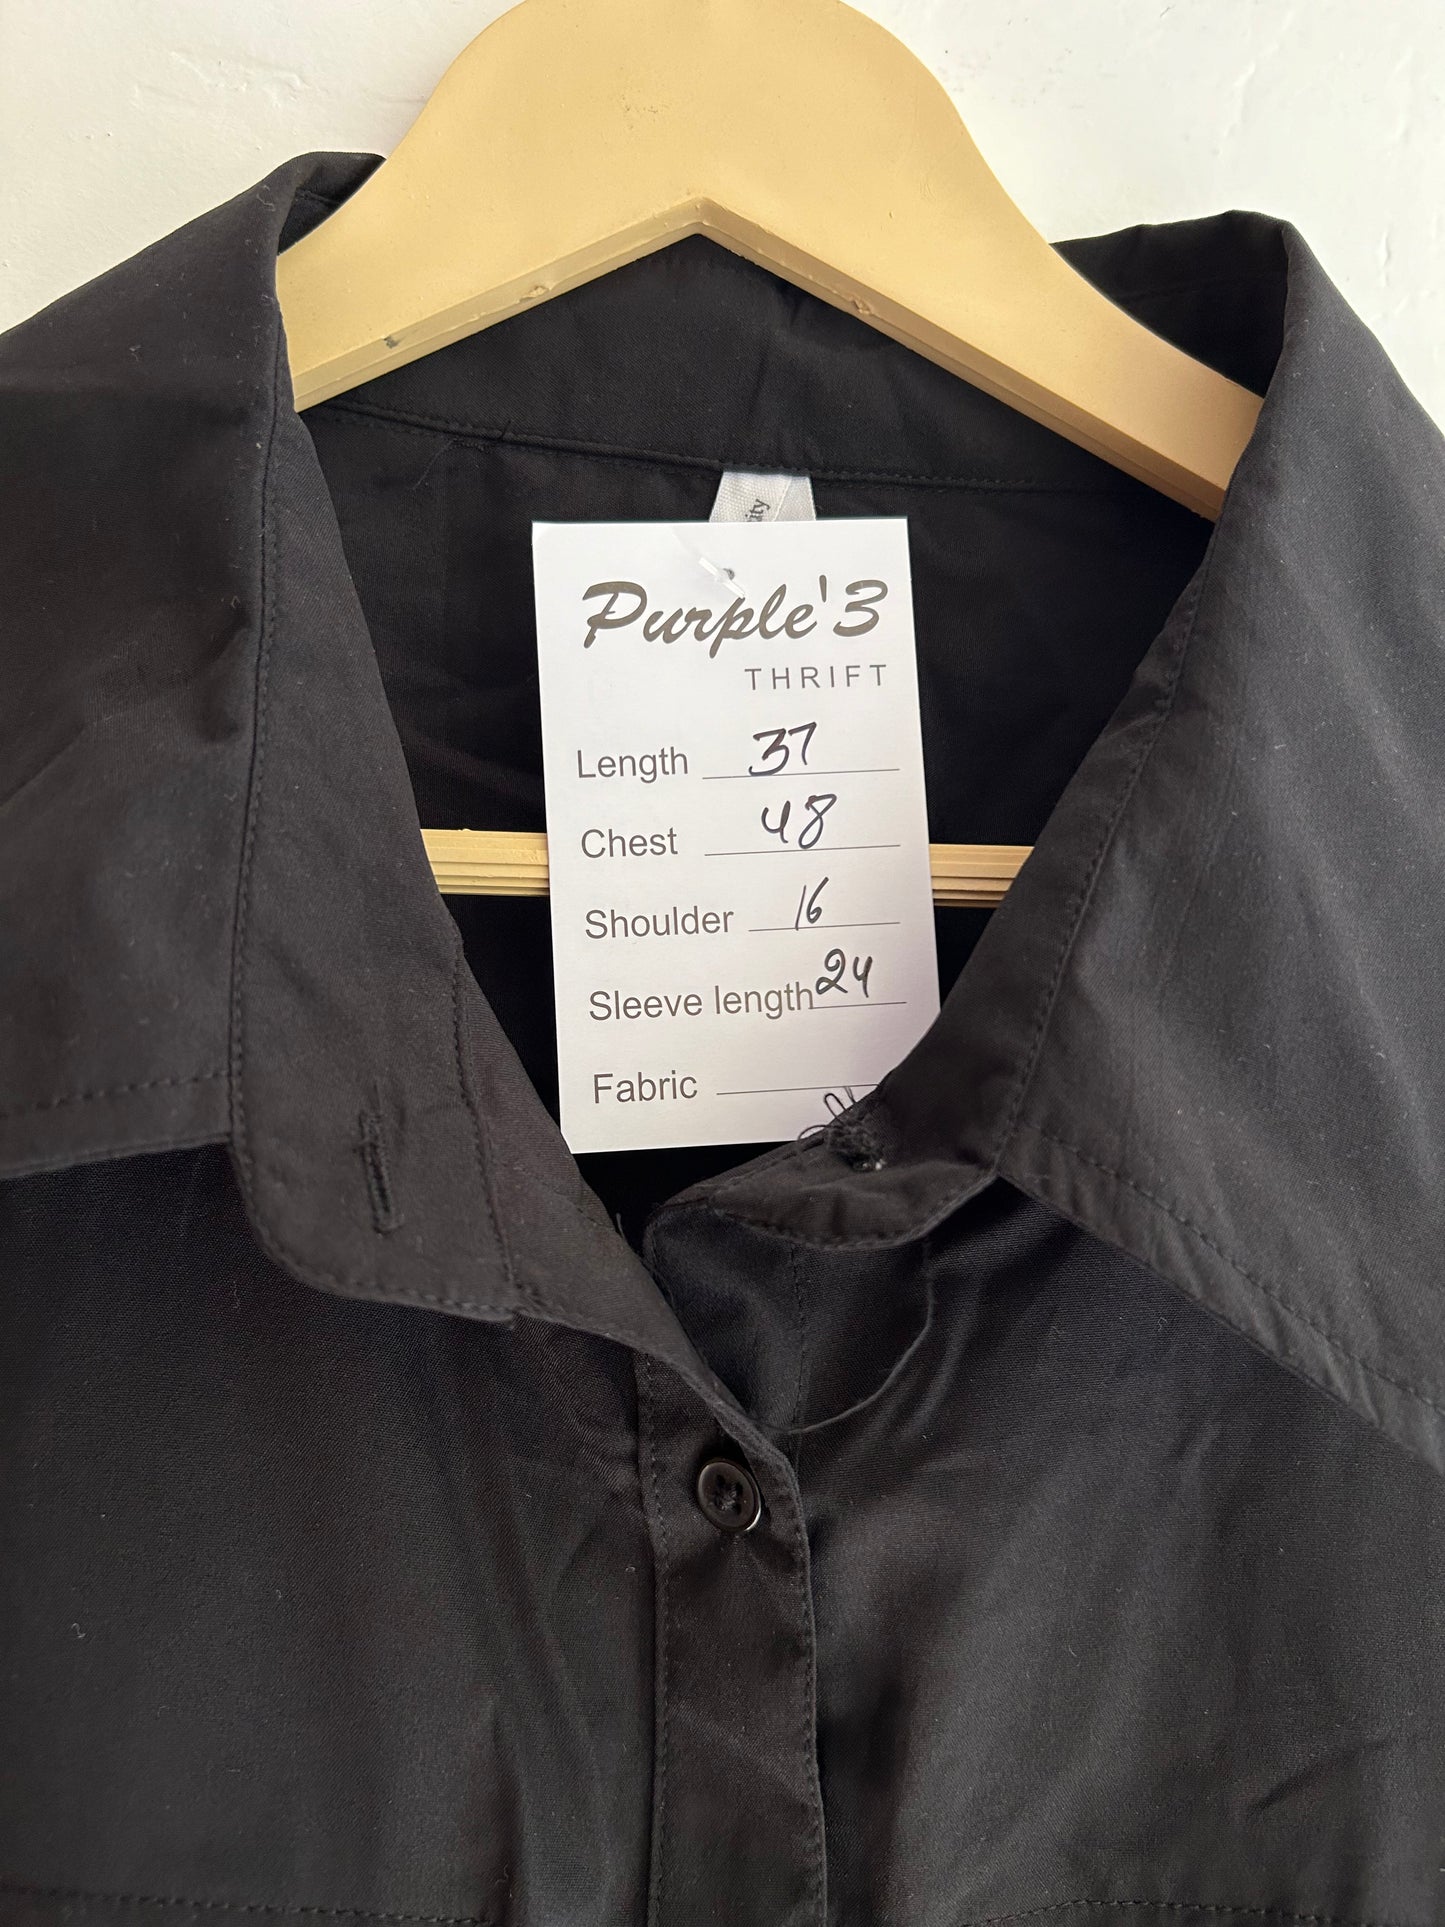 Purple'3
THRIFT
Length 37
Chest 48
Shoulder 16
Sleeve length 24
Fabric